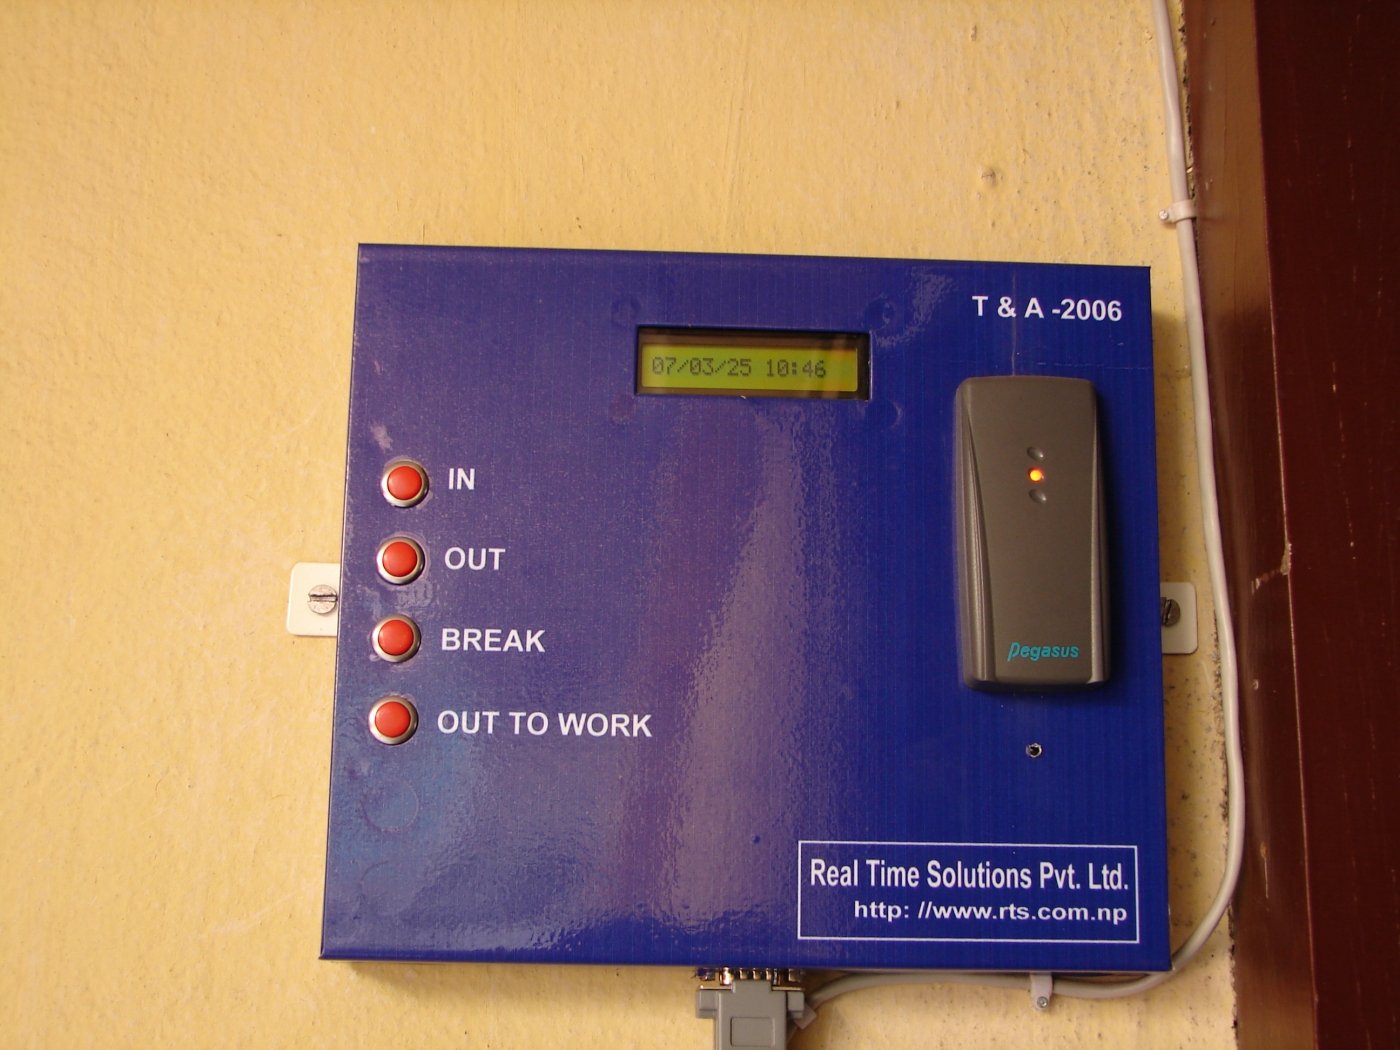 T & A -2006
07/03/25 10:46
IN
OUT
BREAK
OUT TO WORK
Pegasus
Real Time Solutions Pvt. Ltd.
http: //www.rts.com.np